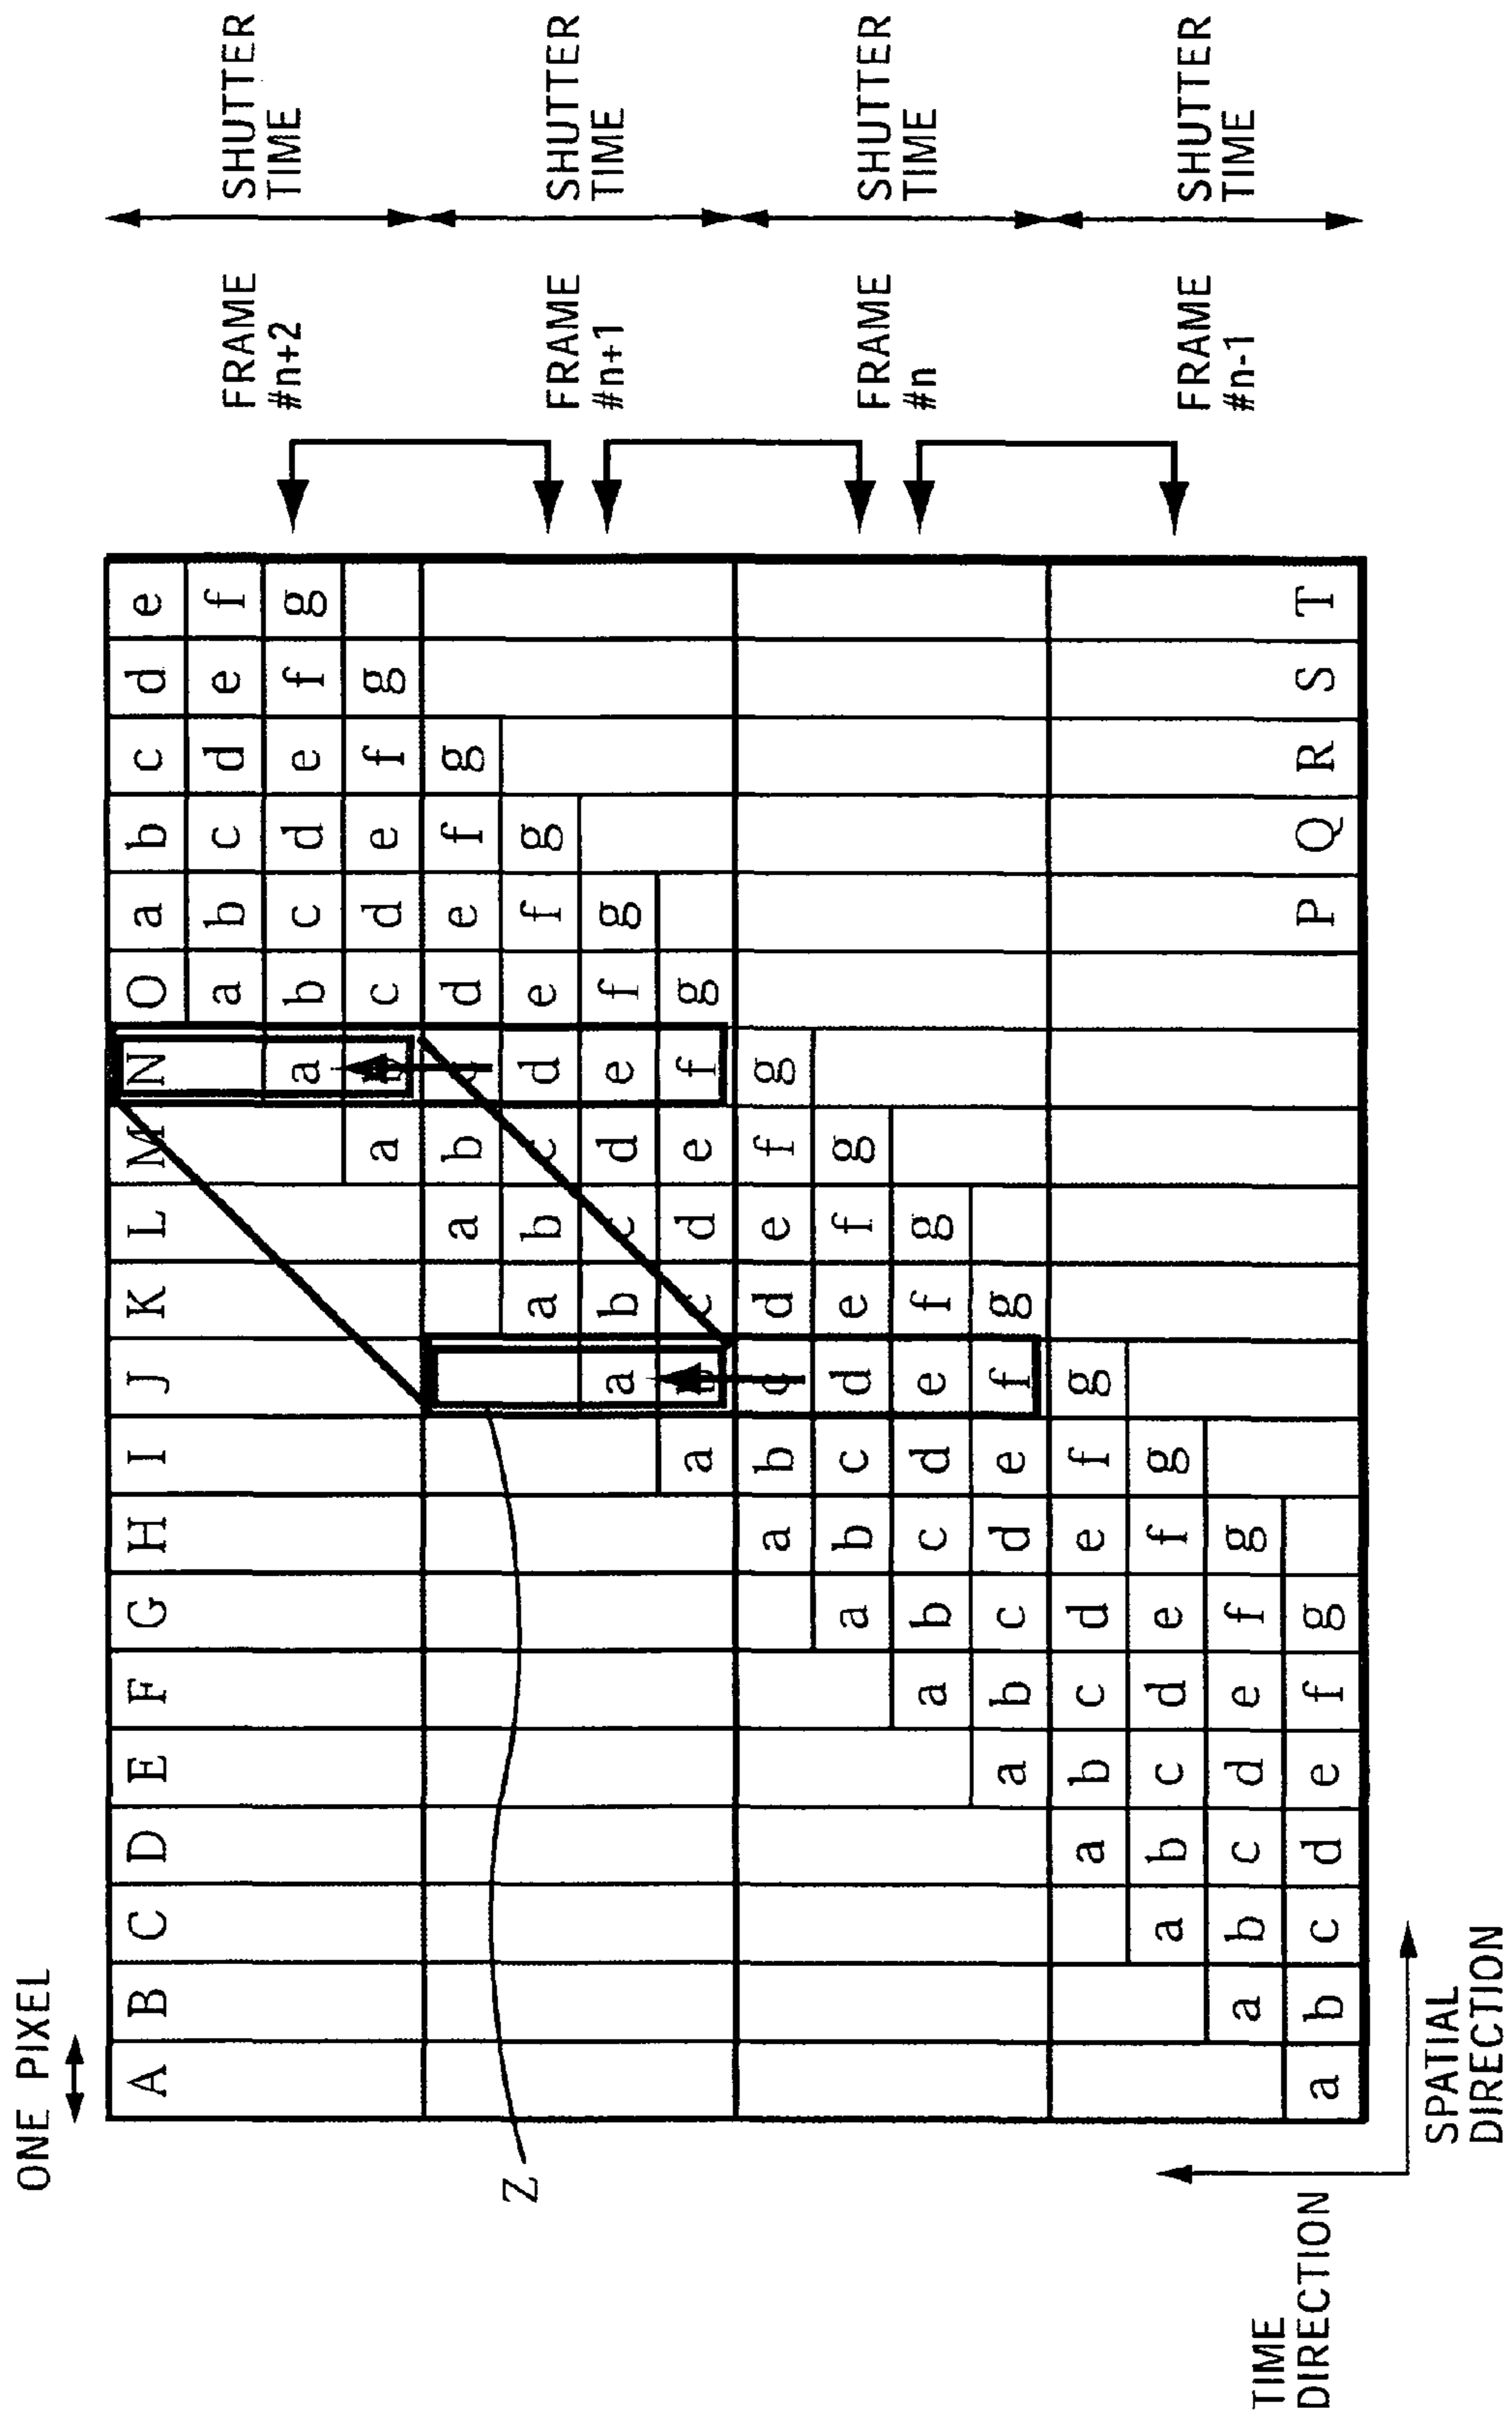 ONE PIXEL
A B C D E F G H I J K L M N O a b c d e
a b c d e f
FRAME
#n+2
SHUTTER
TIME
a b c d e f g
a c d e f g
a b d e f g
FRAME
#n+1
SHUTTER
TIME
Z
a b c d e f g
a b c d e f g
a c d e f g
a b d e f g
FRAME
#n
SHUTTER
TIME
a b c d e f g
a b c d e f g
a b c d e f g
a b c d e f g
FRAME
#n-1
SHUTTER
TIME
a b c d e f g
a b c d e f g
a b c d e f g P Q R S T
TIME
DIRECTION
SPATIAL
DIRECTION